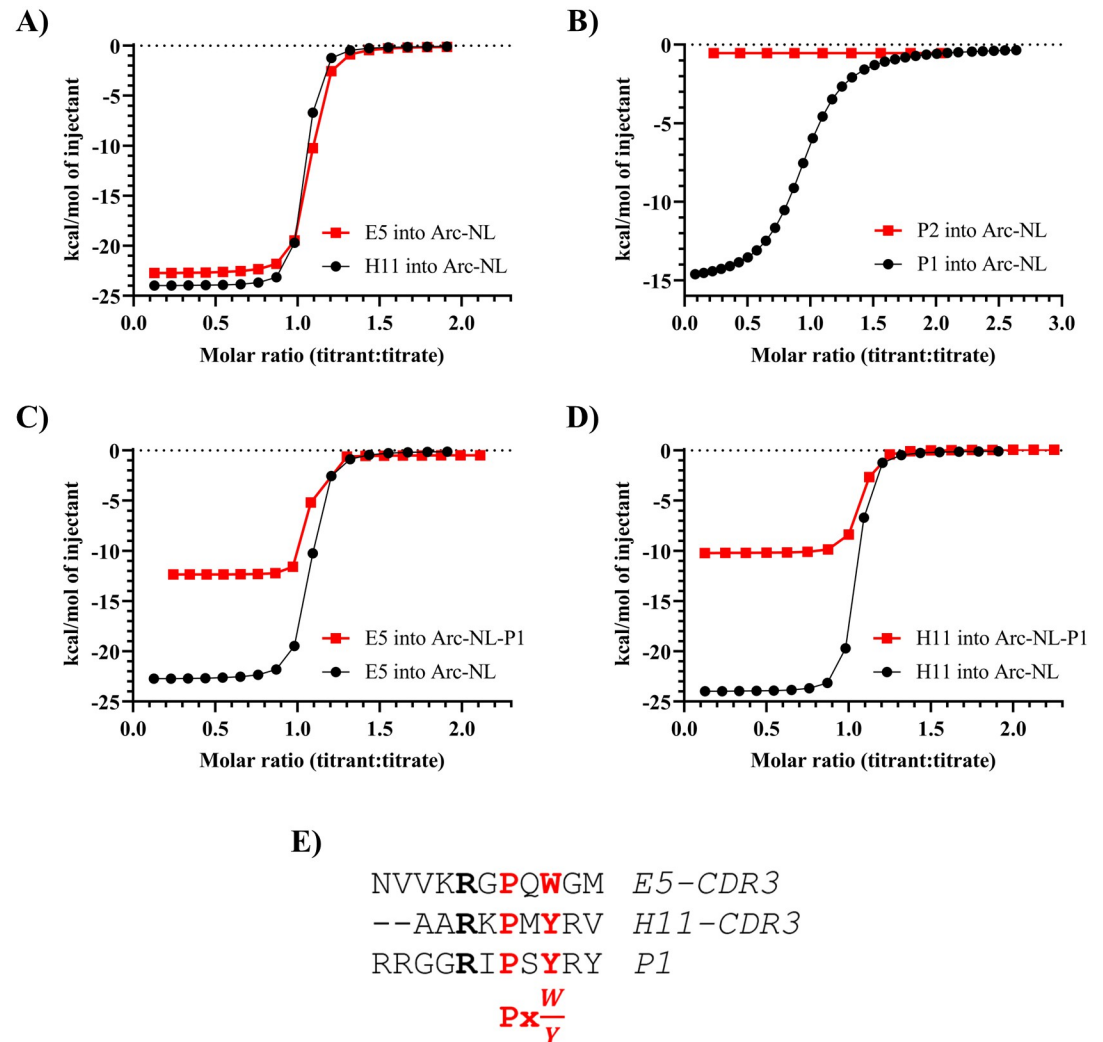 A)
kcal/mol of injectant
0
-5
-10
-15
-20
-25
E5 into Arc-NL
H11 into Arc-NL
0.0 0.5 1.0 1.5 2.0
Molar ratio (titrant:titrate)
B)
kcal/mol of injectant
0
-5
-10
-15
P2 into Arc-NL
P1 into Arc-NL
0.0 0.5 1.0 1.5 2.0 2.5 3.0
Molar ratio (titrant:titrate)
C)
kcal/mol of injectant
0
-5
-10
-15
-20
-25
E5 into Arc-NL-P1
E5 into Arc-NL
0.0 0.5 1.0 1.5 2.0
Molar ratio (titrant:titrate)
D)
kcal/mol of injectant
0
-5
-10
-15
-20
-25
H11 into Arc-NL-P1
H11 into Arc-NL
0.0 0.5 1.0 1.5 2.0
Molar ratio (titrant:titrate)
E)
NVVKRGPQWGM E5-CDR3
--AARKPMYRV H11-CDR3
RRGGRIPSYRY P1
W
Px
Y